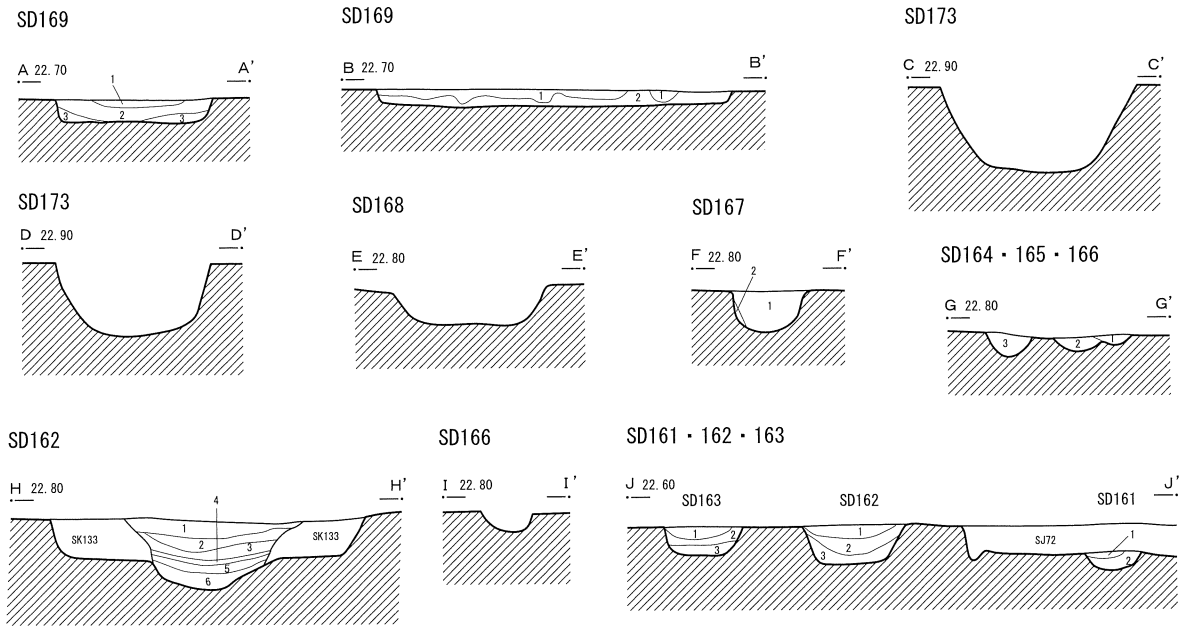 SD169
A 22.70 A'
1
2
3 3
SD169
B 22.70 B'
1 2 1
SD173
C 22.90 C'
SD173
D 22.90 D'
SD168
E 22.80 E'
SD167
F 22.80 F'
2
1
SD164・165・166
G 22.80 G'
3 2 1
SD162
H 22.80 H'
4
1
SK133 2 3 SK133
5
6
SD166
I 22.80 I'
SD161・162・163
J 22.60 J'
SD163 SD162 SD161
1 2 1 1
3 2 SJ72
3 2